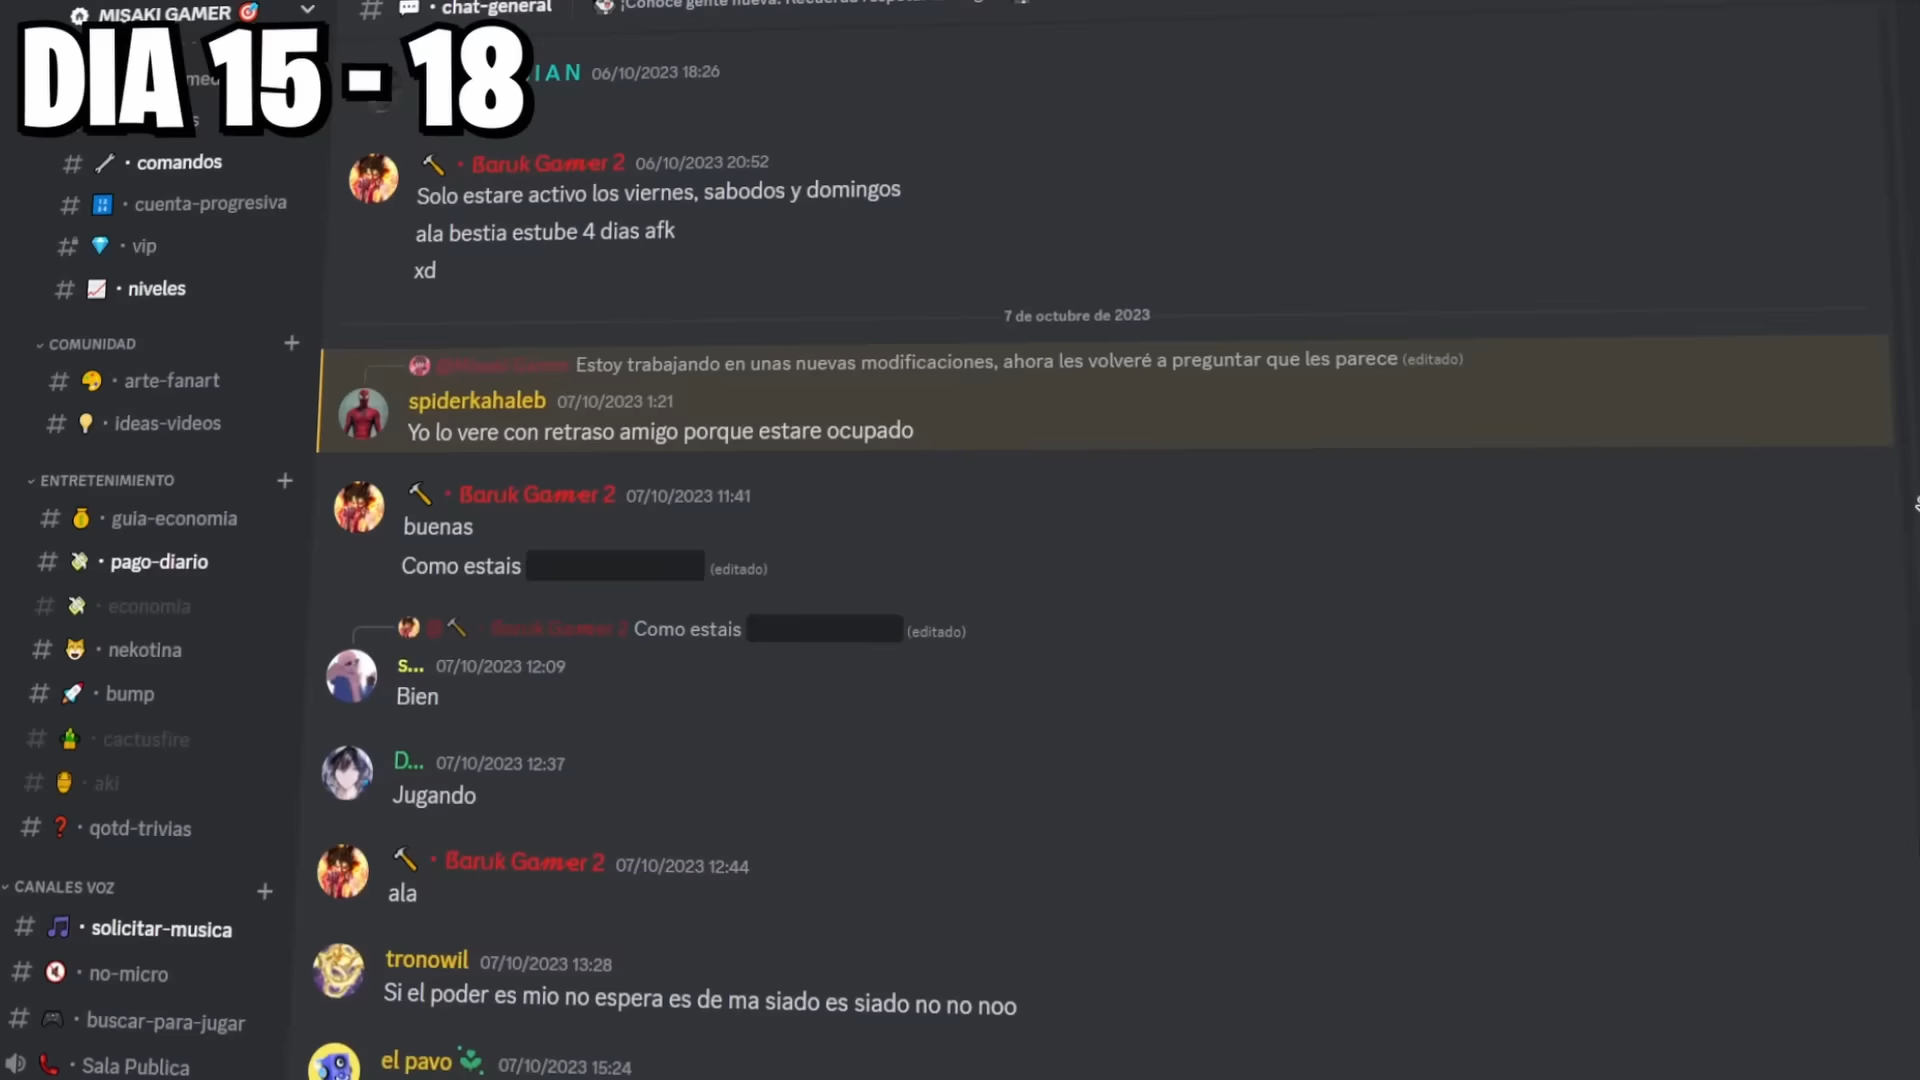 MISAKI GAMER
chat-general
DIA 15 - 18
IAN 06/10/2023 18:26
comandos
cuenta-progresiva
vip
niveles
COMUNIDAD
arte-fanart
ideas-videos
ENTRETENIMIENTO
guia-economia
pago-diario
economia
nekotina
bump
cactusfire
aki
qotd-trivias
CANALES VOZ
solicitar-musica
no-micro
buscar-para-jugar
Sala Publica
Baruk Gamer 2 06/10/2023 20:52
Solo estare activo los viernes, sabodos y domingos
ala bestia estube 4 dias afk
xd
7 de octubre de 2023
Estoy trabajando en unas nuevas modificaciones, ahora les volveré a preguntar que les parece (editado)
spiderkahaleb 07/10/2023 1:21
Yo lo vere con retraso amigo porque estare ocupado
Baruk Gamer 2 07/10/2023 11:41
buenas
Como estais (editado)
Baruk Gamer 2 Como estais (editado)
s... 07/10/2023 12:09
Bien
D... 07/10/2023 12:37
Jugando
Baruk Gamer 2 07/10/2023 12:44
ala
tronowil 07/10/2023 13:28
Si el poder es mio no espera es de ma siado es siado no no noo
el pavo 07/10/2023 15:24